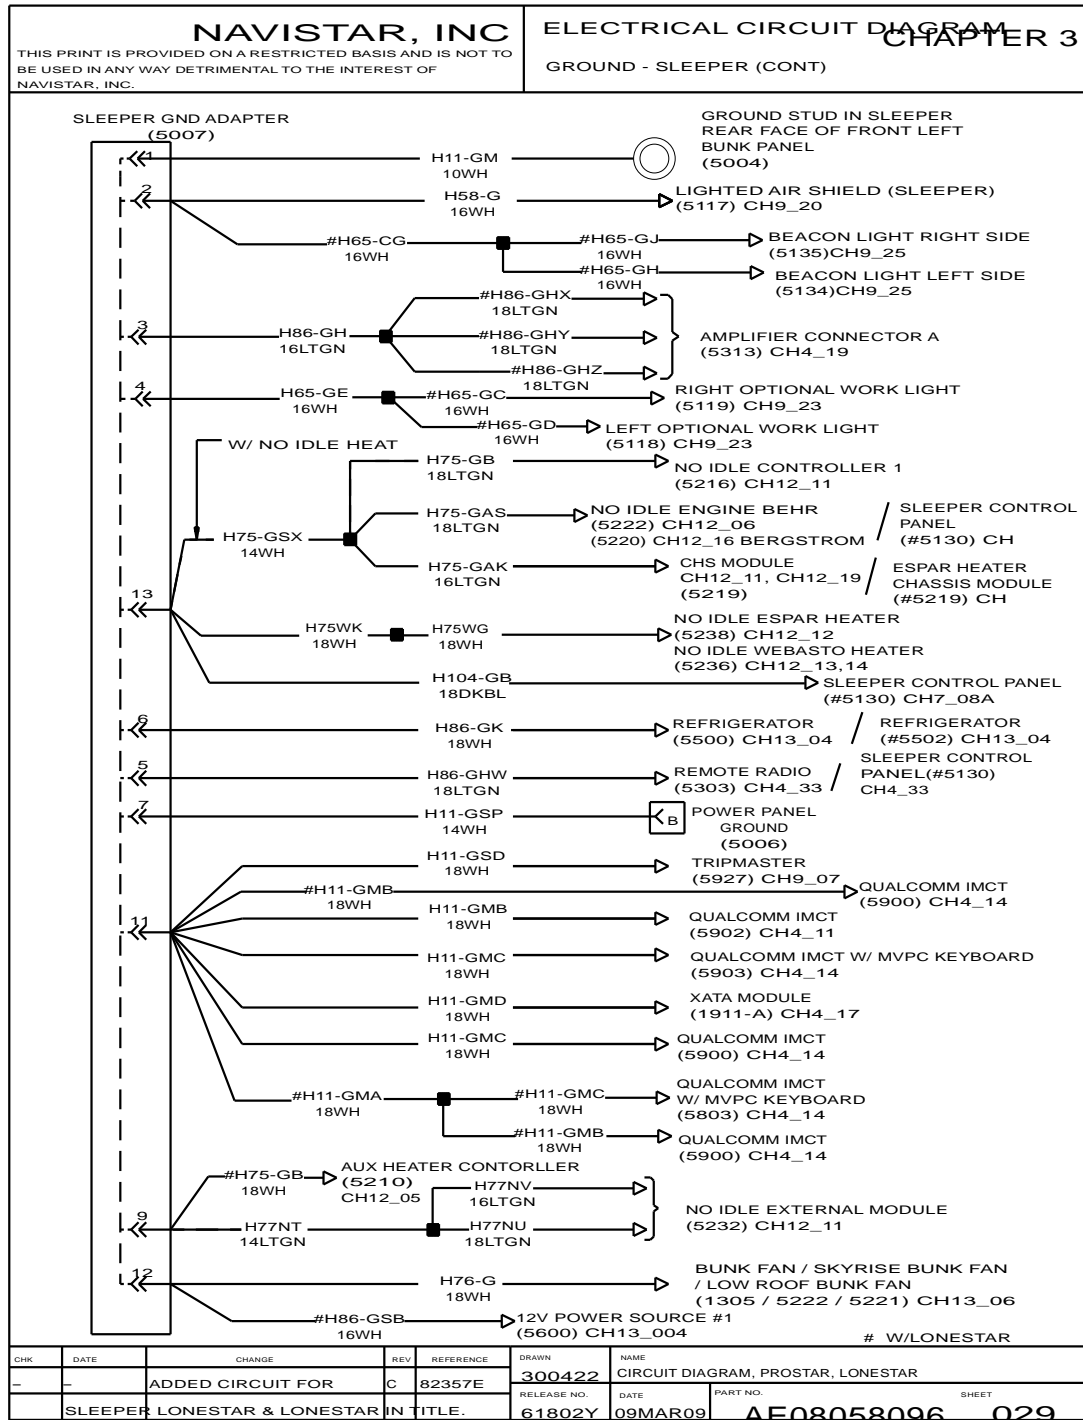 NAVISTAR, INC
THIS PRINT IS PROVIDED ON A RESTRICTED BASIS AND IS NOT TO
BE USED IN ANY WAY DETRIMENTAL TO THE INTEREST OF
NAVISTAR, INC.
ELECTRICAL CIRCUIT DIAGRAM
CHAPTER 3
GROUND - SLEEPER (CONT)
SLEEPER GND ADAPTER
(5007)
1
H11-GM
10WH
GROUND STUD IN SLEEPER
REAR FACE OF FRONT LEFT
BUNK PANEL
(5004)
2
H58-G
16WH
LIGHTED AIR SHIELD (SLEEPER)
(5117) CH9_20
#H65-CG
16WH
#H65-GJ
16WH
BEACON LIGHT RIGHT SIDE
(5135)CH9_25
#H65-GH
16WH
BEACON LIGHT LEFT SIDE
(5134)CH9_25
3
H86-GH
16LTGN
#H86-GHX
18LTGN
#H86-GHY
18LTGN
#H86-GHZ
18LTGN
AMPLIFIER CONNECTOR A
(5313) CH4_19
4
H65-GE
16WH
#H65-GC
16WH
RIGHT OPTIONAL WORK LIGHT
(5119) CH9_23
#H65-GD
16WH
LEFT OPTIONAL WORK LIGHT
(5118) CH9_23
W/ NO IDLE HEAT
H75-GB
18LTGN
NO IDLE CONTROLLER 1
(5216) CH12_11
H75-GSX
14WH
H75-GAS
18LTGN
NO IDLE ENGINE BEHR
(5222) CH12_06
(5220) CH12_16 BERGSTROM
/
SLEEPER CONTROL
PANEL
(#5130) CH
H75-GAK
16LTGN
CHS MODULE
CH12_11, CH12_19
(5219)
/
ESPAR HEATER
CHASSIS MODULE
(#5219) CH
13
H75WK
18WH
H75WG
18WH
NO IDLE ESPAR HEATER
(5238) CH12_12
NO IDLE WEBASTO HEATER
(5236) CH12_13,14
H104-GB
18DKBL
SLEEPER CONTROL PANEL
(#5130) CH7_08A
6
H86-GK
18WH
REFRIGERATOR
(5500) CH13_04
/
REFRIGERATOR
(#5502) CH13_04
5
H86-GHW
18LTGN
REMOTE RADIO
(5303) CH4_33
/
SLEEPER CONTROL
PANEL(#5130)
CH4_33
7
H11-GSP
14WH
B
POWER PANEL
GROUND
(5006)
11
H11-GSD
18WH
TRIPMASTER
(5927) CH9_07
#H11-GMB
18WH
QUALCOMM IMCT
(5900) CH4_14
H11-GMB
18WH
QUALCOMM IMCT
(5902) CH4_11
H11-GMC
18WH
QUALCOMM IMCT W/ MVPC KEYBOARD
(5903) CH4_14
H11-GMD
18WH
XATA MODULE
(1911-A) CH4_17
H11-GMC
18WH
QUALCOMM IMCT
(5900) CH4_14
#H11-GMA
18WH
#H11-GMC
18WH
QUALCOMM IMCT
W/ MVPC KEYBOARD
(5803) CH4_14
#H11-GMB
18WH
QUALCOMM IMCT
(5900) CH4_14
9
#H75-GB
18WH
AUX HEATER CONTORLLER
(5210)
CH12_05
H77NT
14LTGN
H77NV
16LTGN
H77NU
18LTGN
NO IDLE EXTERNAL MODULE
(5232) CH12_11
12
H76-G
18WH
BUNK FAN / SKYRISE BUNK FAN
/ LOW ROOF BUNK FAN
(1305 / 5222 / 5221) CH13_06
#H86-GSB
16WH
12V POWER SOURCE #1
(5600) CH13_004
# W/LONESTAR
CHK DATE CHANGE REV REFERENCE
– – ADDED CIRCUIT FOR C 82357E
SLEEPER LONESTAR & LONESTAR IN TITLE.
DRAWN
300422
NAME
CIRCUIT DIAGRAM, PROSTAR, LONESTAR
RELEASE NO.
61802Y
DATE
09MAR09
PART NO.
AE08058096
SHEET
029